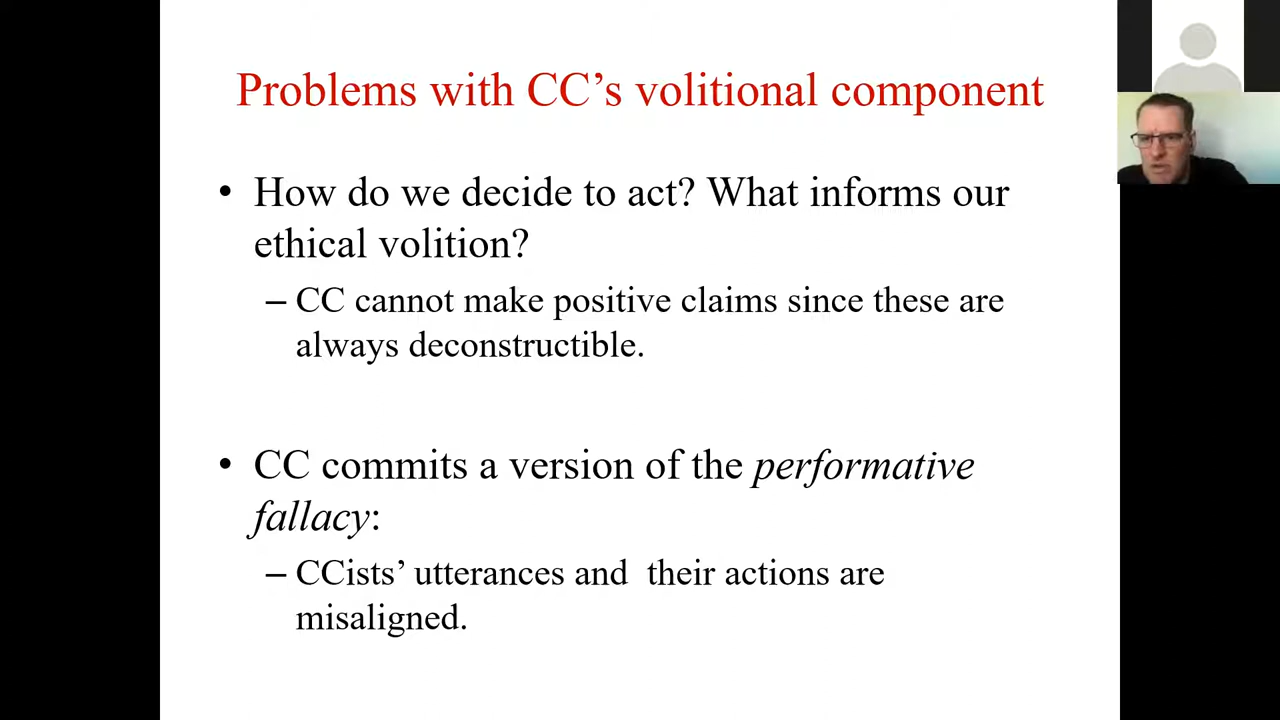 Problems with CC’s volitional component
• How do we decide to act? What informs our
ethical volition?
– CC cannot make positive claims since these are
always deconstructible.
• CC commits a version of the performative
fallacy:
– CCists’ utterances and  their actions are
misaligned.